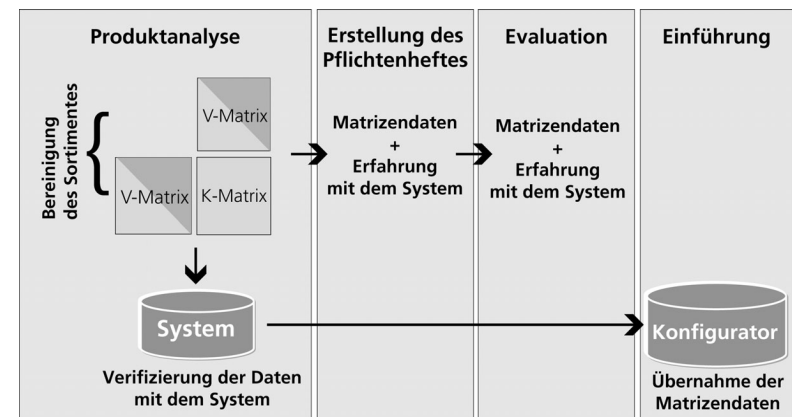 Produktanalyse
Bereinigung
des Sortimentes
V-Matrix
V-Matrix
K-Matrix
System
Verifizierung der Daten
mit dem System
Erstellung des
Pflichtenheftes
Matrizendaten
+
Erfahrung
mit dem System
Evaluation
Matrizendaten
+
Erfahrung
mit dem System
Einführung
Konfigurator
Übernahme der
Matrizendaten